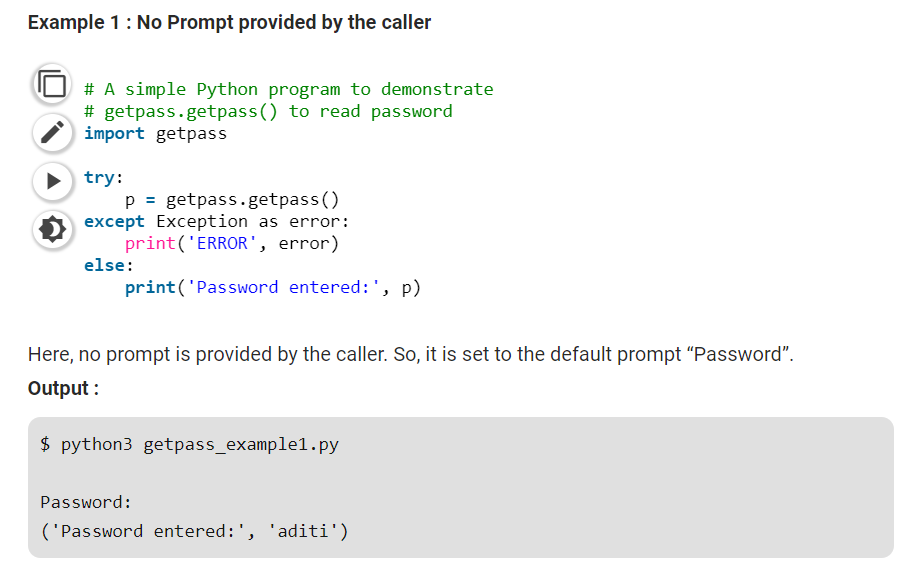 Example 1 : No Prompt provided by the caller
# A simple Python program to demonstrate
# getpass.getpass() to read password
import getpass
try:
    p = getpass.getpass()
except Exception as error:
    print('ERROR', error)
else:
    print('Password entered:', p)
Here, no prompt is provided by the caller. So, it is set to the default prompt “Password”.
Output :
$ python3 getpass_example1.py
Password:
('Password entered:', 'aditi')